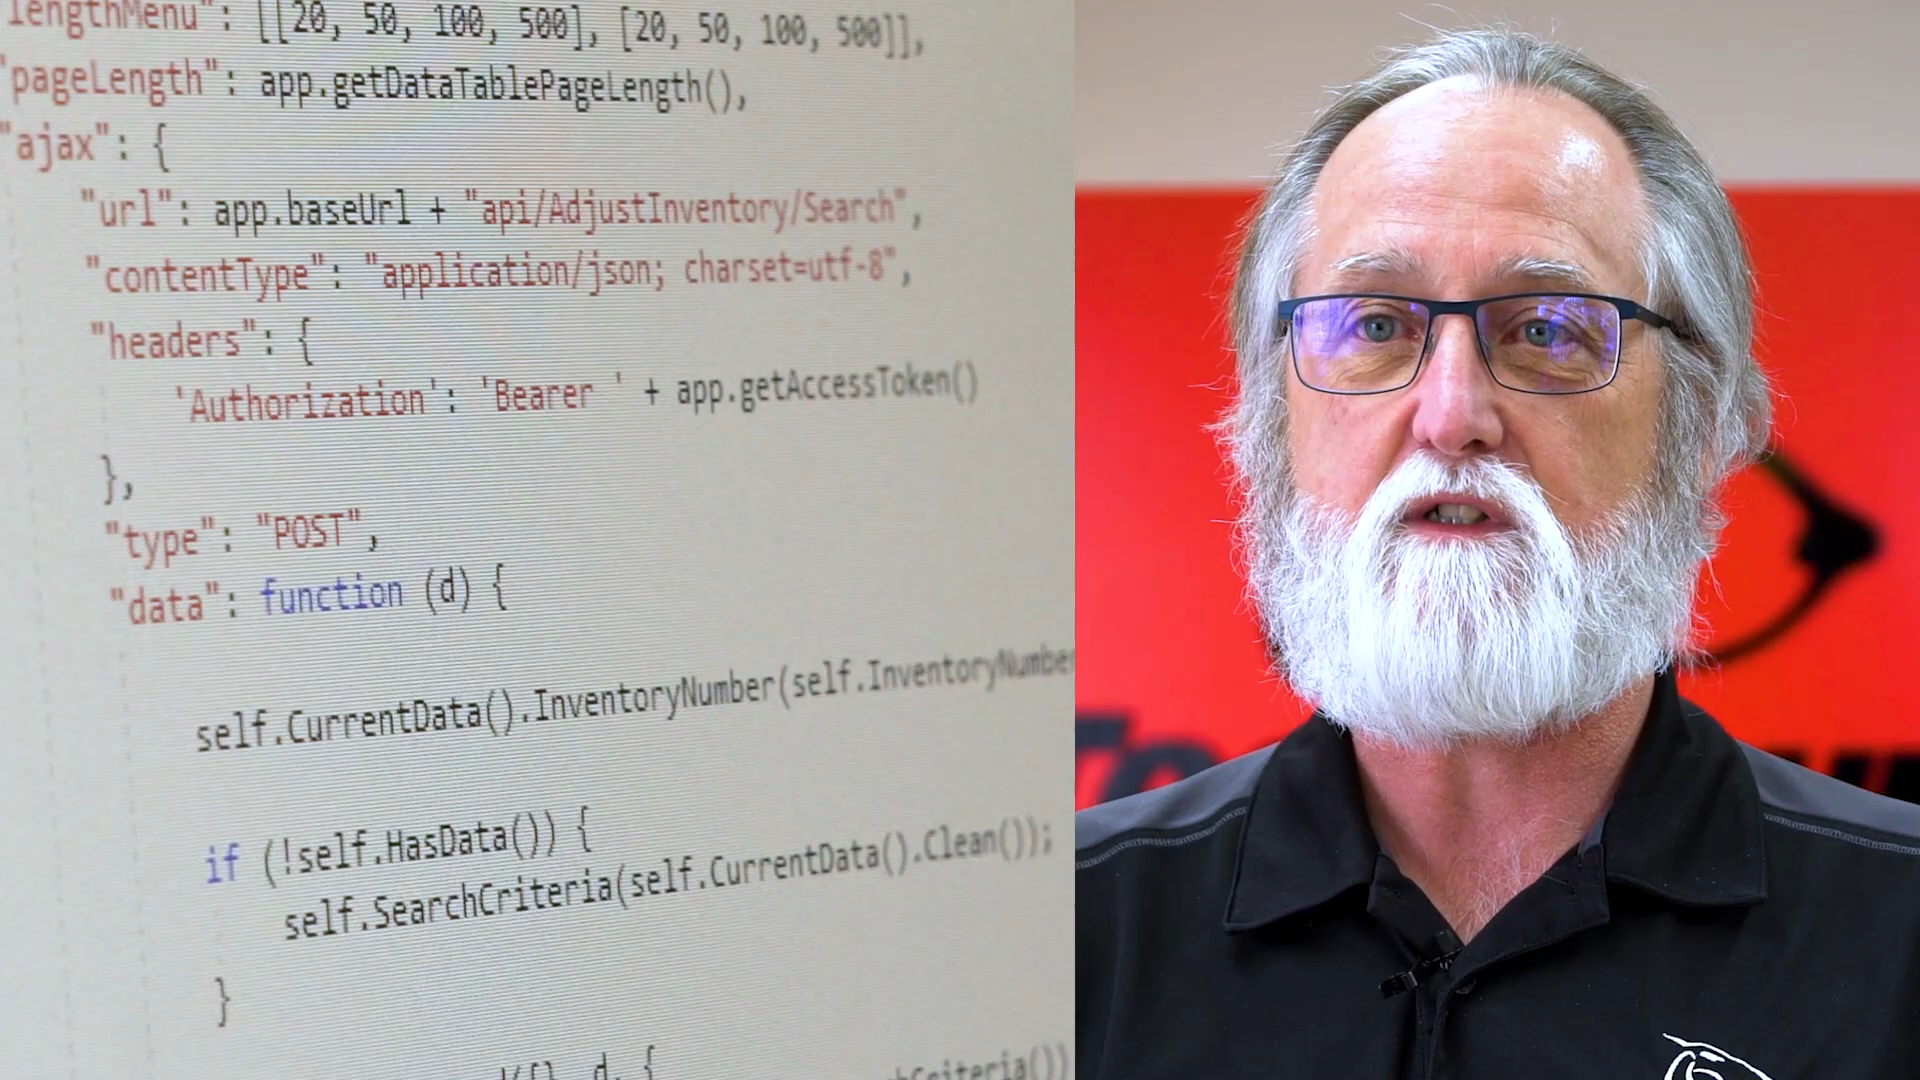 lengthMenu": [[20, 50, 100, 500], [20, 50, 100, 500]],
"pageLength": app.getDataTablePageLength(),
"ajax": {
"url": app.baseUrl + "api/AdjustInventory/Search",
"contentType": "application/json; charset=utf-8",
"headers": {
'Authorization': 'Bearer ' + app.getAccessToken()
},
"type": "POST",
"data": function (d) {
self.CurrentData().InventoryNumber(self.InventoryNumber
if (!self.HasData()) {
self.SearchCriteria(self.CurrentData().Clean());
}
d, {
To